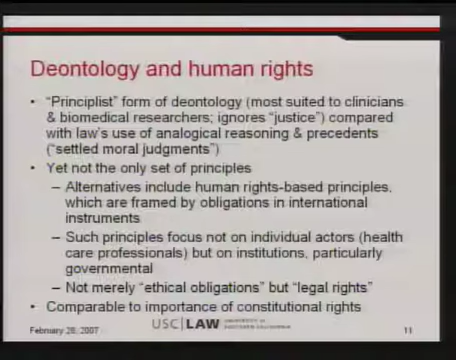 Deontology and human rights
• "Principlist" form of deontology (most suited to clinicians
& biomedical researchers; ignores "justice") compared
with law's use of analogical reasoning & precedents
("settled moral judgments")
• Yet not the only set of principles
– Alternatives include human rights-based principles,
which are framed by obligations in international
instruments
– Such principles focus not on individual actors (health
care professionals) but on institutions, particularly
governmental
– Not merely "ethical obligations" but "legal rights"
• Comparable to importance of constitutional rights
February 28, 2007
USC|LAW
11